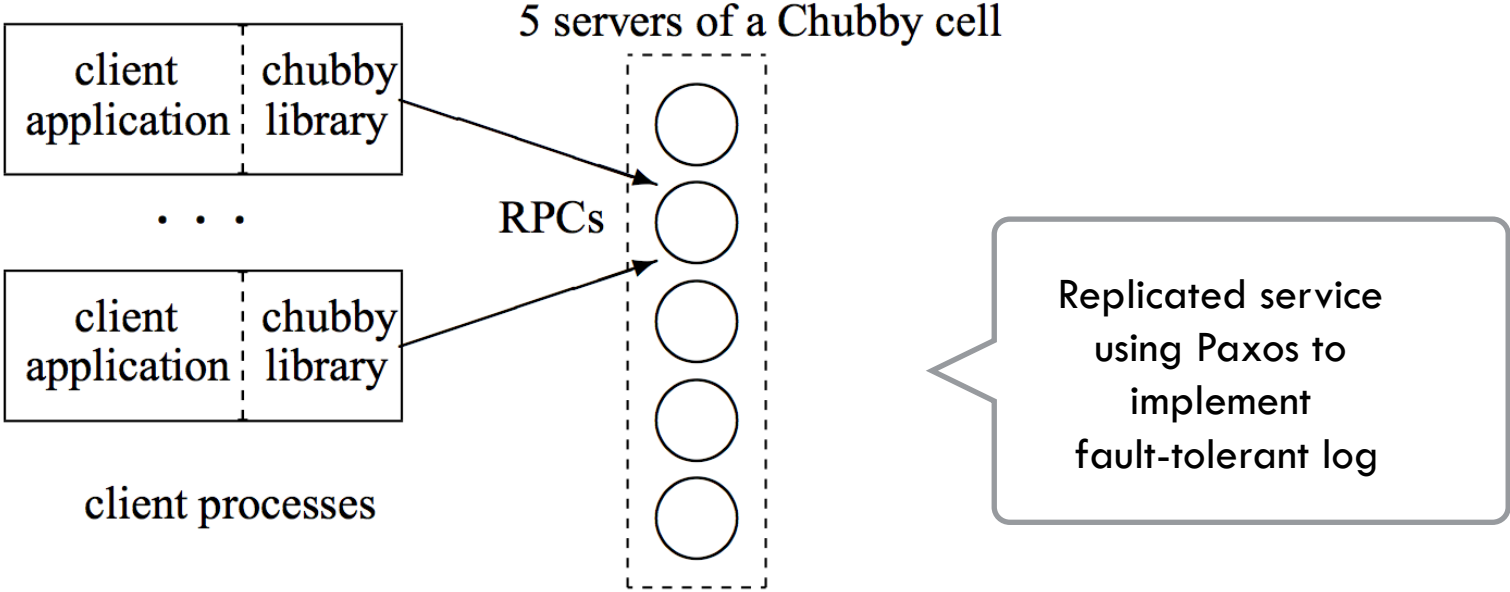 5 servers of a Chubby cell
client
application
chubby
library
. . .
RPCs
client
application
chubby
library
client processes
Replicated service
using Paxos to
implement
fault-tolerant log